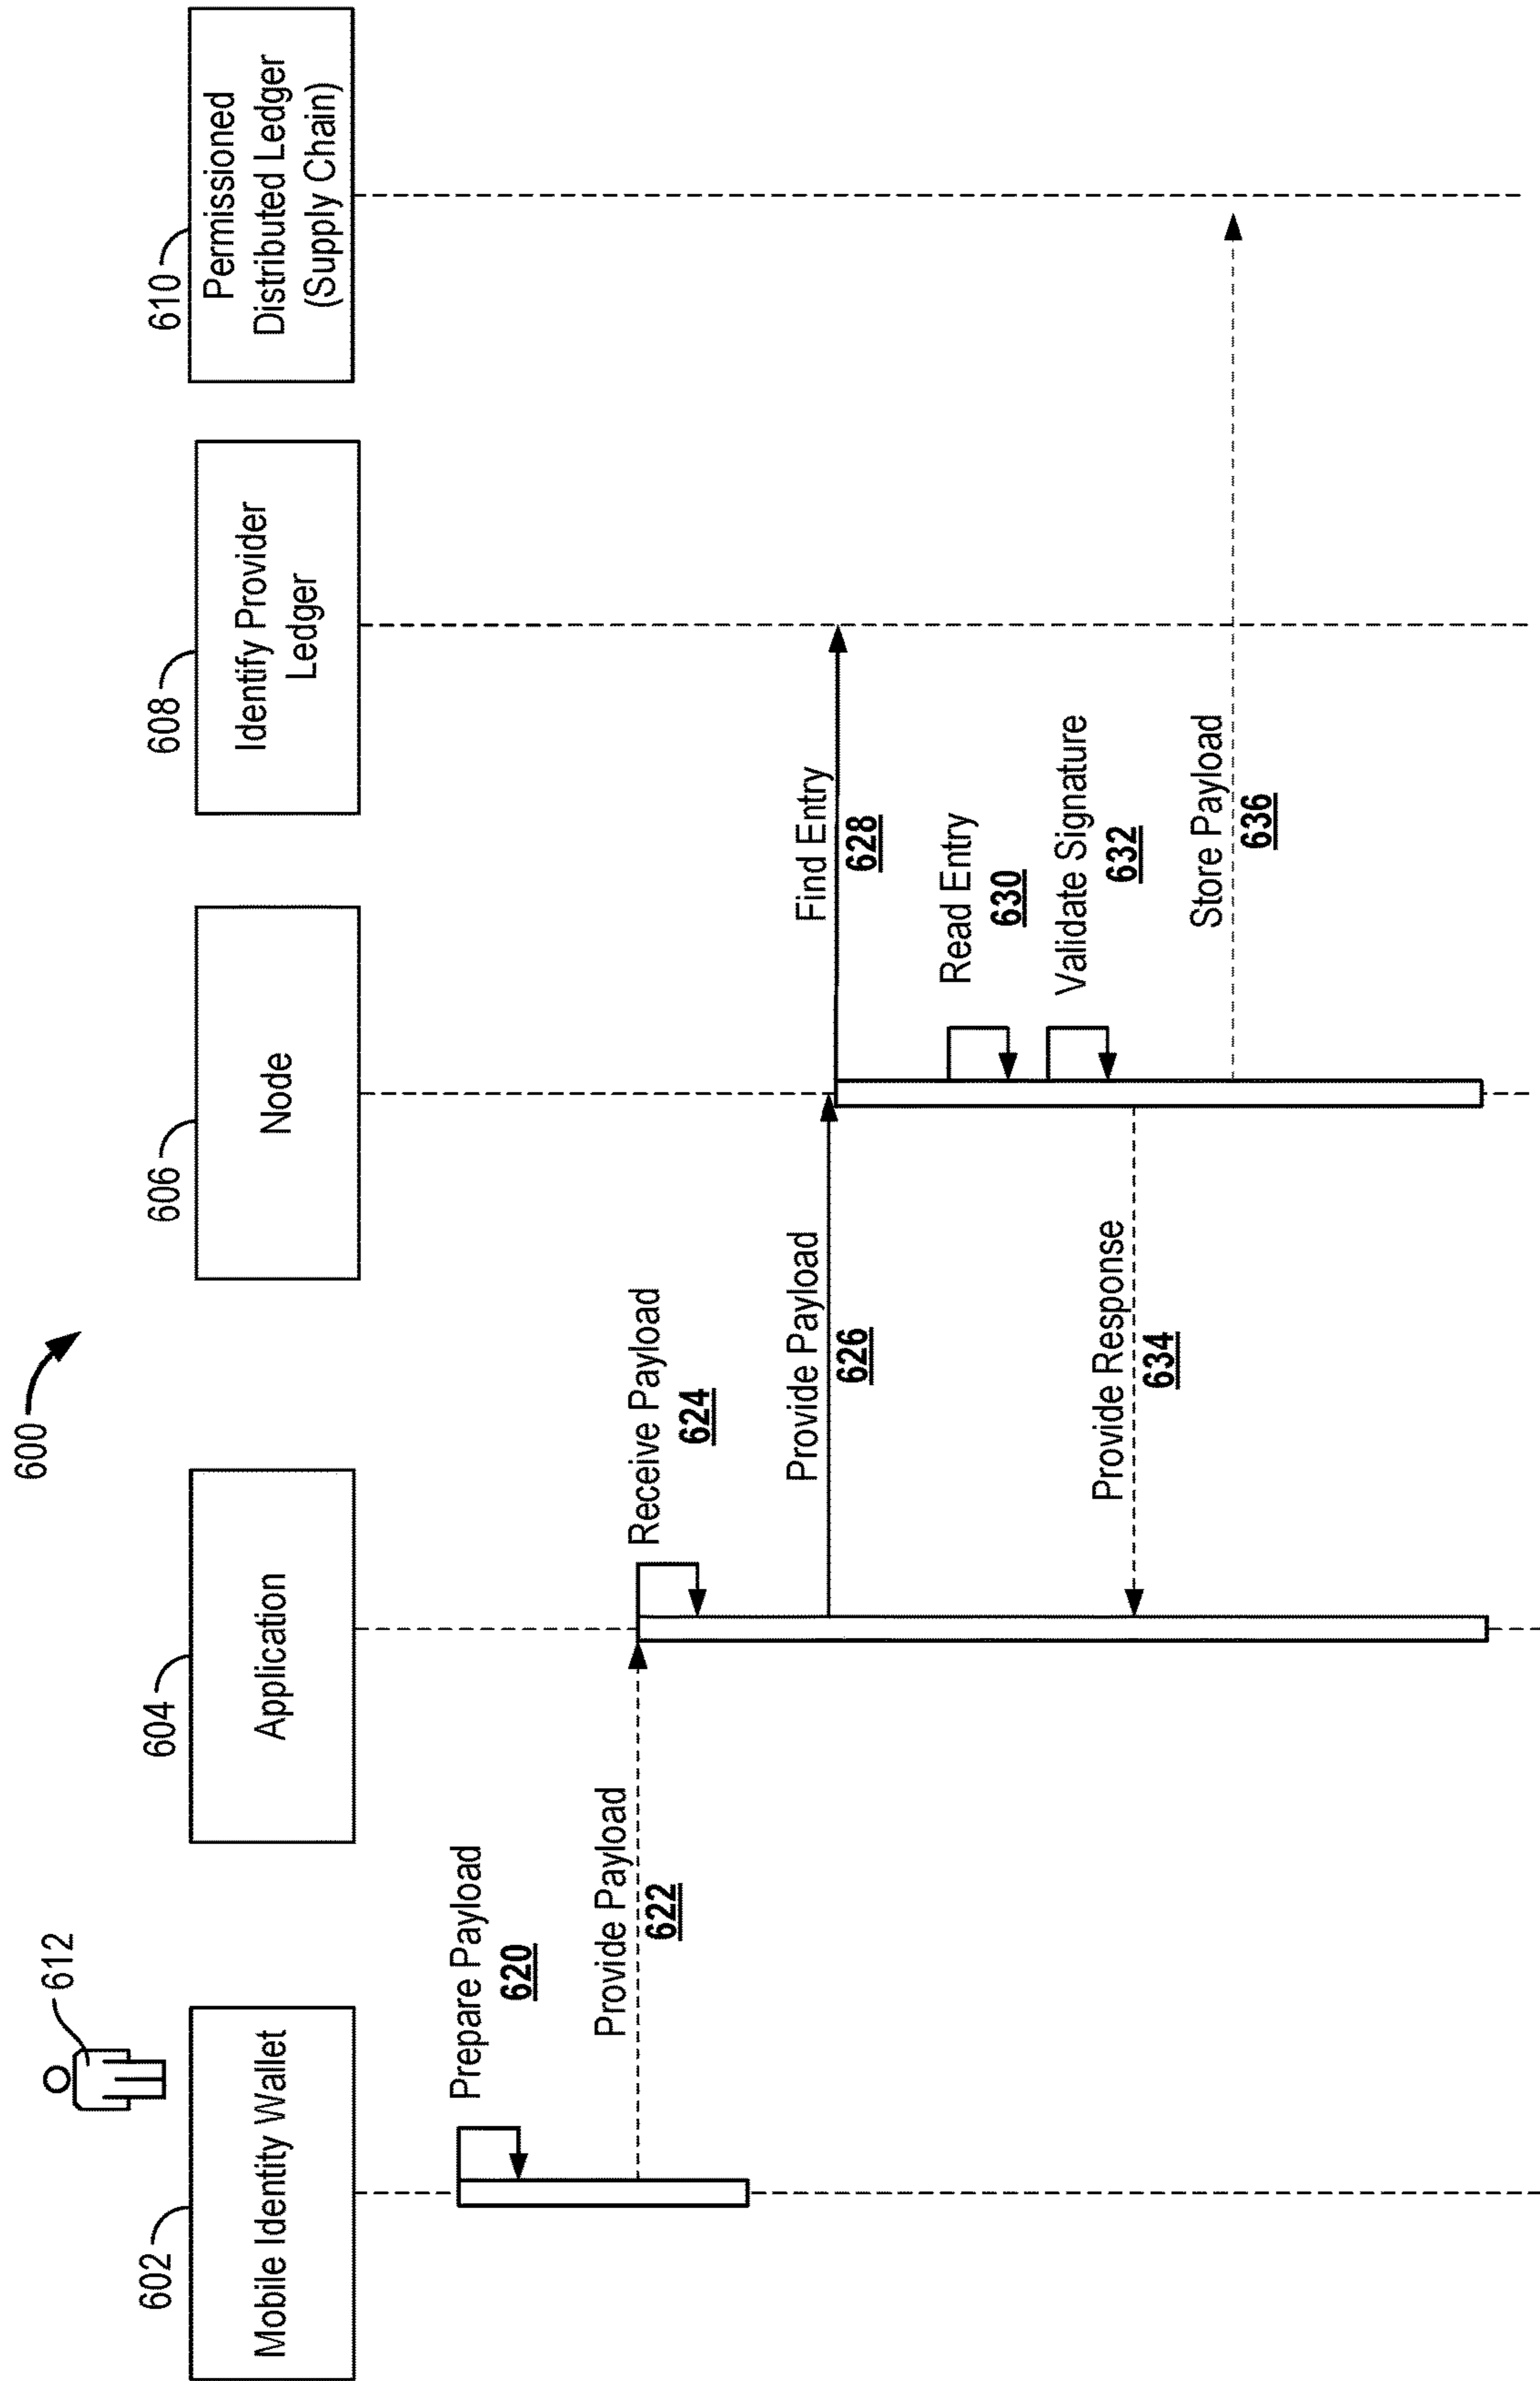 600
612
602
Mobile Identity Wallet
604
Application
606
Node
608
Identify Provider
Ledger
610
Permissioned
Distributed Ledger
(Supply Chain)
Prepare Payload
620
Provide Payload
622
Receive Payload
624
Provide Payload
626
Find Entry
628
Read Entry
630
Validate Signature
632
Provide Response
634
Store Payload
636